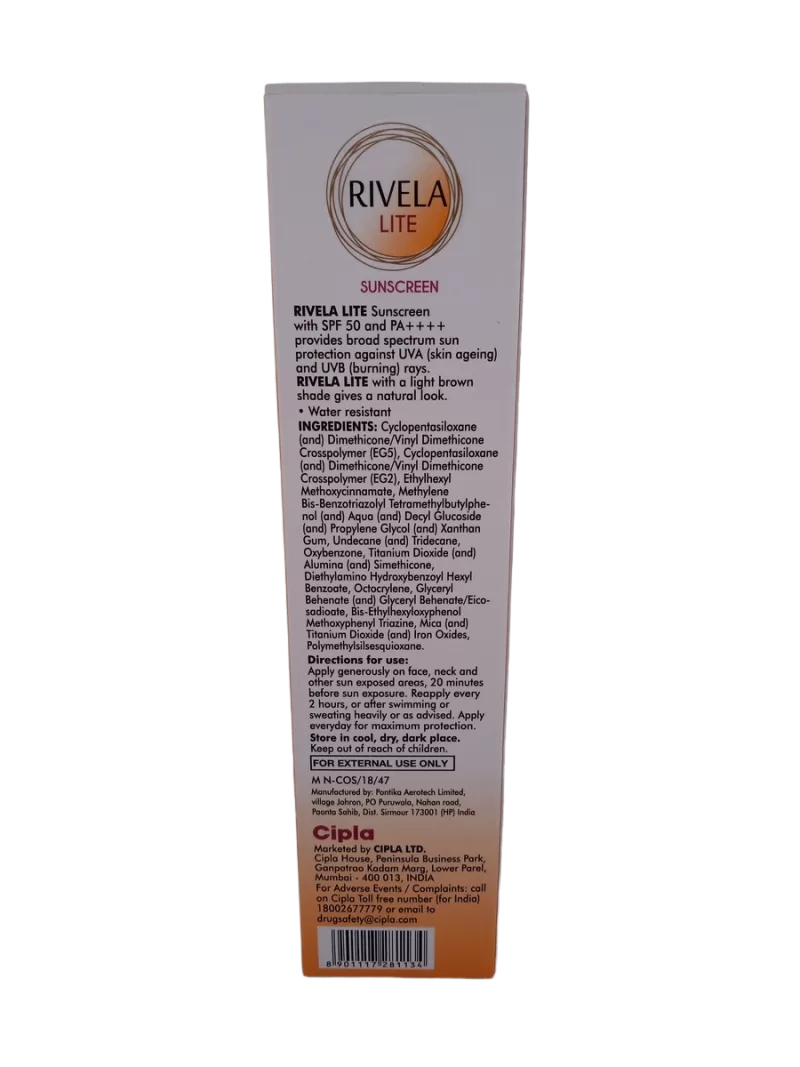 RIVELA
LITE
SUNSCREEN
RIVELA LITE Sunscreen
with SPF 50 and PA++++
provides broad spectrum sun
protection against UVA (skin ageing)
and UVB (burning) rays.
RIVELA LITE with a light brown
shade gives a natural look.
• Water resistant
INGREDIENTS: Cyclopentasiloxane
(and) Dimethicone/Vinyl Dimethicone
Crosspolymer (EG5), Cyclopentasiloxane
(and) Dimethicone/Vinyl Dimethicone
Crosspolymer (EG2), Ethylhexyl
Methoxycinnamate, Methylene
Bis-Benzotriazolyl Tetramethylbutylphe-
nol (and) Aqua (and) Decyl Glucoside
(and) Propylene Glycol (and) Xanthan
Gum, Undecane (and) Tridecane,
Oxybenzone, Titanium Dioxide (and)
Alumina (and) Simethicone,
Diethylamino Hydroxybenzoyl Hexyl
Benzoate, Octocrylene, Glyceryl
Behenate (and) Glyceryl Behenate/Eico-
sadioate, Bis-Ethylhexyloxyphenol
Methoxyphenyl Triazine, Mica (and)
Titanium Dioxide (and) Iron Oxides,
Polymethylsilsesquioxane.
Directions for use:
Apply generously on face, neck and
other sun exposed areas, 20 minutes
before sun exposure. Reapply every
2 hours, or after swimming or
sweating heavily or as advised. Apply
everyday for maximum protection.
Store in cool, dry, dark place.
Keep out of reach of children.
FOR EXTERNAL USE ONLY
M N-COS/18/47
Manufactured by: Pontika Aerotech Limited,
village Johron, PO Puruwala, Nahan road,
Paonta Sahib, Dist. Sirmour 173001 (HP) India
Cipla
Marketed by CIPLA LTD.
Cipla House, Peninsula Business Park,
Ganpatrao Kadam Marg, Lower Parel,
Mumbai - 400 013, INDIA
For Adverse Events / Complaints: call
on Cipla Toll free number (for India)
18002677779 or email to
drugsafety@cipla.com
8 901117 281134